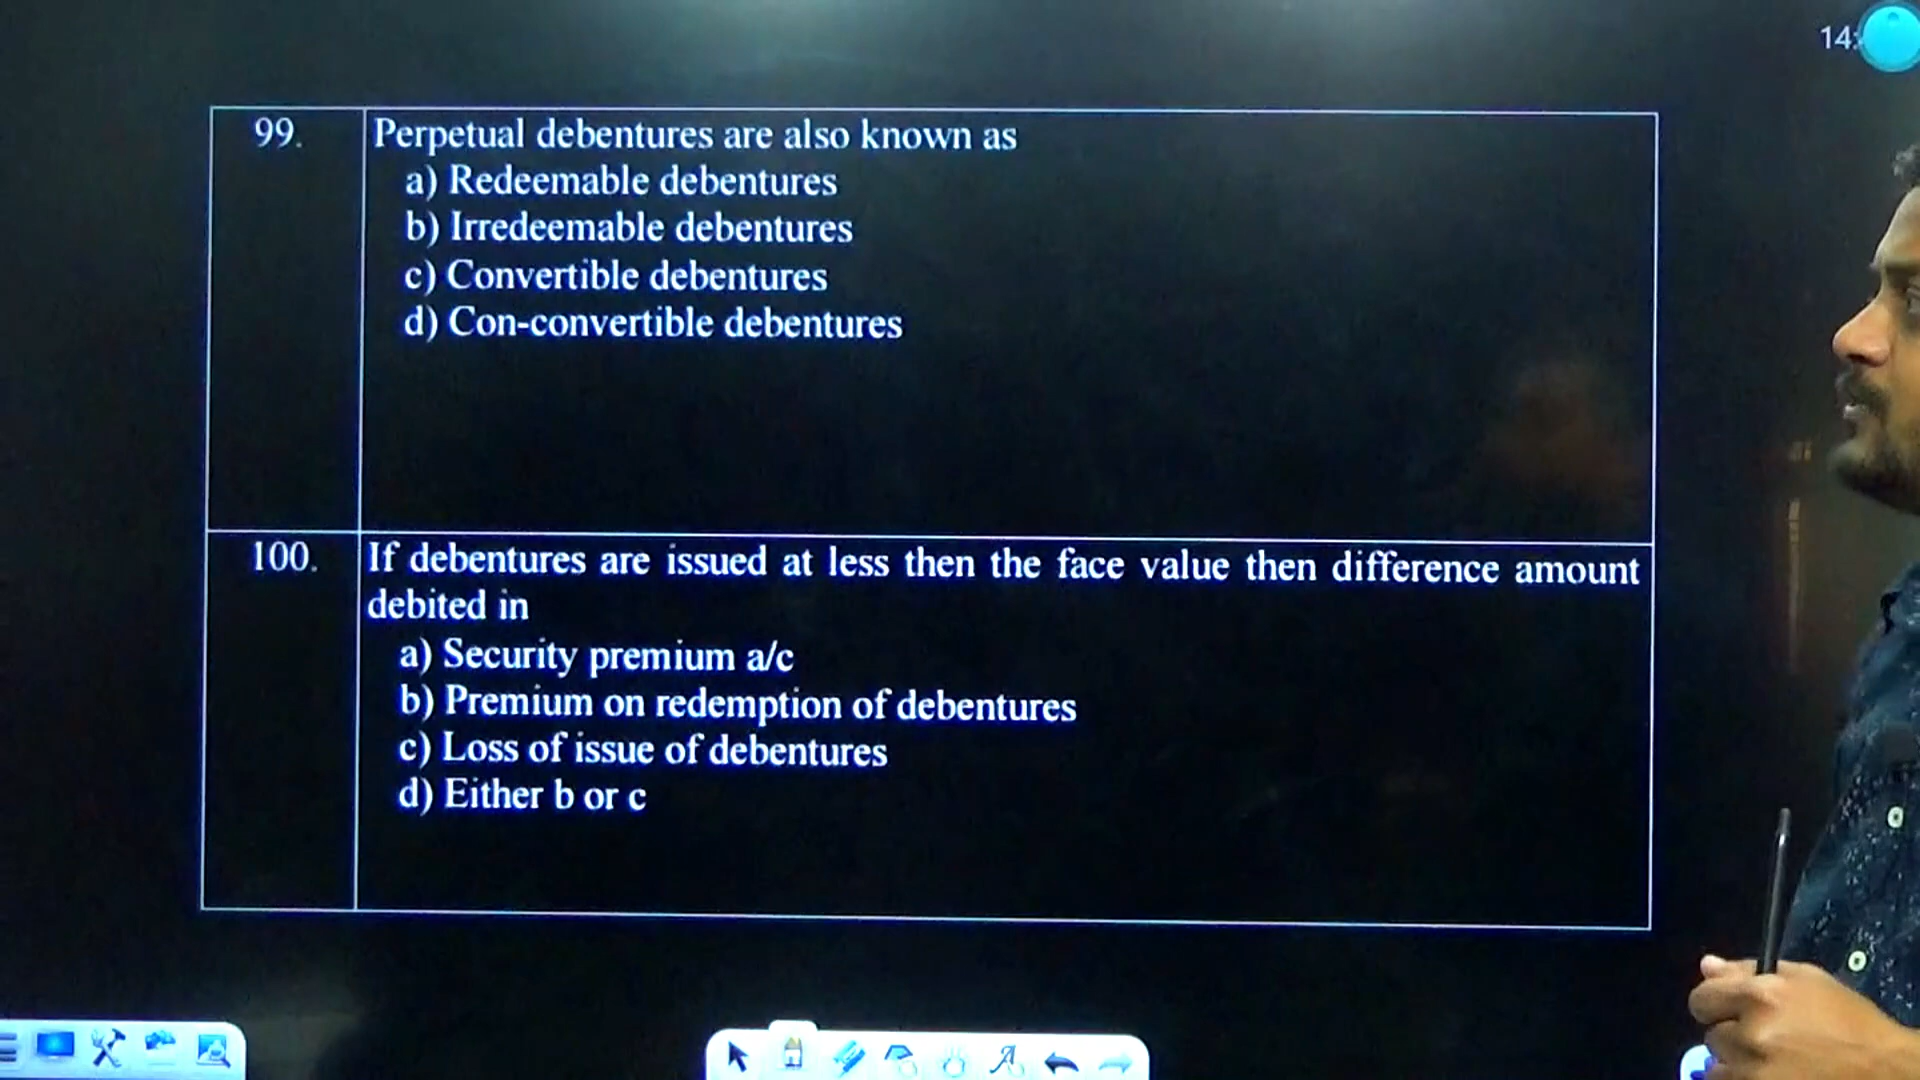 14:
99.
Perpetual debentures are also known as
a) Redeemable debentures
b) Irredeemable debentures
c) Convertible debentures
d) Con-convertible debentures
100.
If debentures are issued at less then the face value then difference amount
debited in
a) Security premium a/c
b) Premium on redemption of debentures
c) Loss of issue of debentures
d) Either b or c